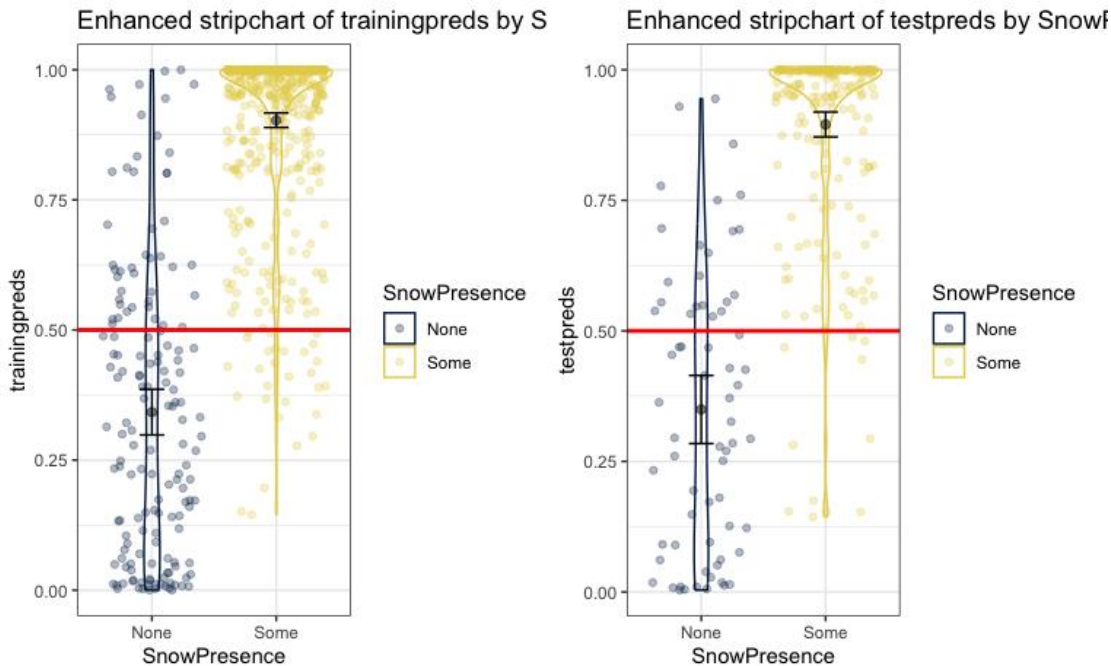 Enhanced stripchart of trainingpreds by S
1.00
0.75
0.50
0.25
0.00
trainingpreds
None
Some
SnowPresence
SnowPresence
None
Some
Enhanced stripchart of testpreds by SnowP
1.00
0.75
0.50
0.25
0.00
testpreds
None
Some
SnowPresence
SnowPresence
None
Some